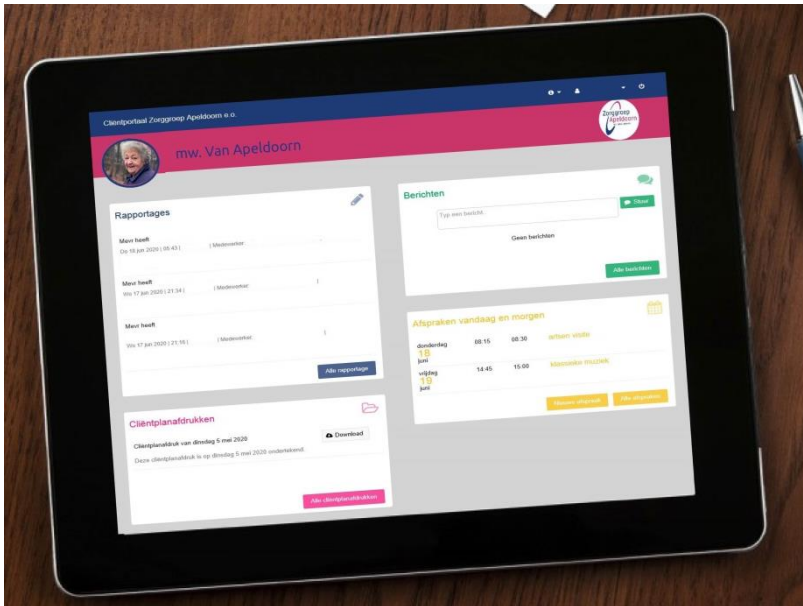 Cliëntportaal Zorggroep Apeldoorn e.o.
Zorggroep
Apeldoorn
mw. Van Apeldoorn
Rapportages
Mevr heeft
Do 18 jun 2020 | 05:43 | | Medewerker:
Mevr heeft
Wo 17 jun 2020 | 21:34 | | Medewerker: |
Mevr heeft
Wo 17 jun 2020 | 21:16 | | Medewerker: |
Alle rapportage
Cliëntplanafdrukken
Cliëntplanafdruk van dinsdag 5 mei 2020
Download
Deze cliëntplanafdruk is op dinsdag 5 mei 2020 ondertekend.
Alle cliëntplanafdrukken
Berichten
Typ een bericht.
Stuur
Geen berichten
Alle berichten
Afspraken vandaag en morgen
donderdag
18
juni
08:15 08:30 artsen visite
vrijdag
19
juni
14:45 15:00 klassieke muziek
Nieuwe afspraak
Alle afspraken